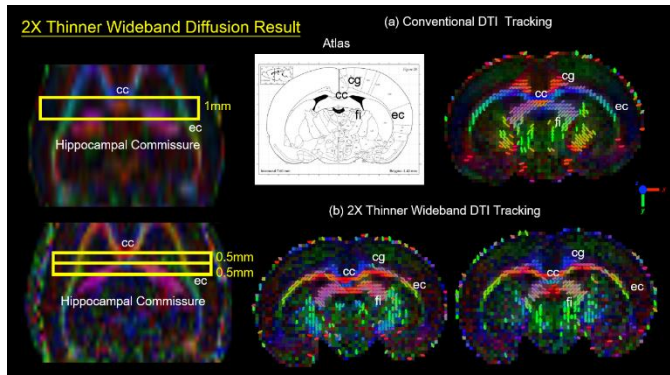 2X Thinner Wideband Diffusion Result
(a) Conventional DTI Tracking
Atlas
cc
1mm
ec
Hippocampal Commissure
cg
cc
fi
ec
cg
cc
fi
ec
(b) 2X Thinner Wideband DTI Tracking
cc
0.5mm
0.5mm
ec
Hippocampal Commissure
cg
cc
fi
ec
cg
cc
fi
ec